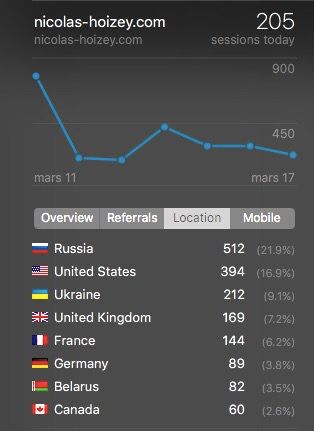 nicolas-hoizey.com 205
nicolas-hoizey.com sessions today
900
450
mars 11 mars 17
Overview Referrals Location Mobile
Russia 512 (21.9%)
United States 394 (16.9%)
Ukraine 212 (9.1%)
United Kingdom 169 (7.2%)
France 144 (6.2%)
Germany 89 (3.8%)
Belarus 82 (3.5%)
Canada 60 (2.6%)